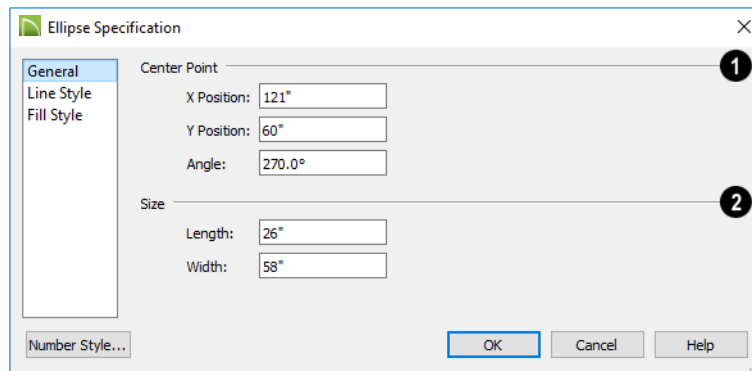 Ellipse Specification
General
Line Style
Fill Style
Center Point
1
X Position: 121"
Y Position: 60"
Angle: 270.0°
Size
2
Length: 26"
Width: 58"
Number Style...
OK
Cancel
Help